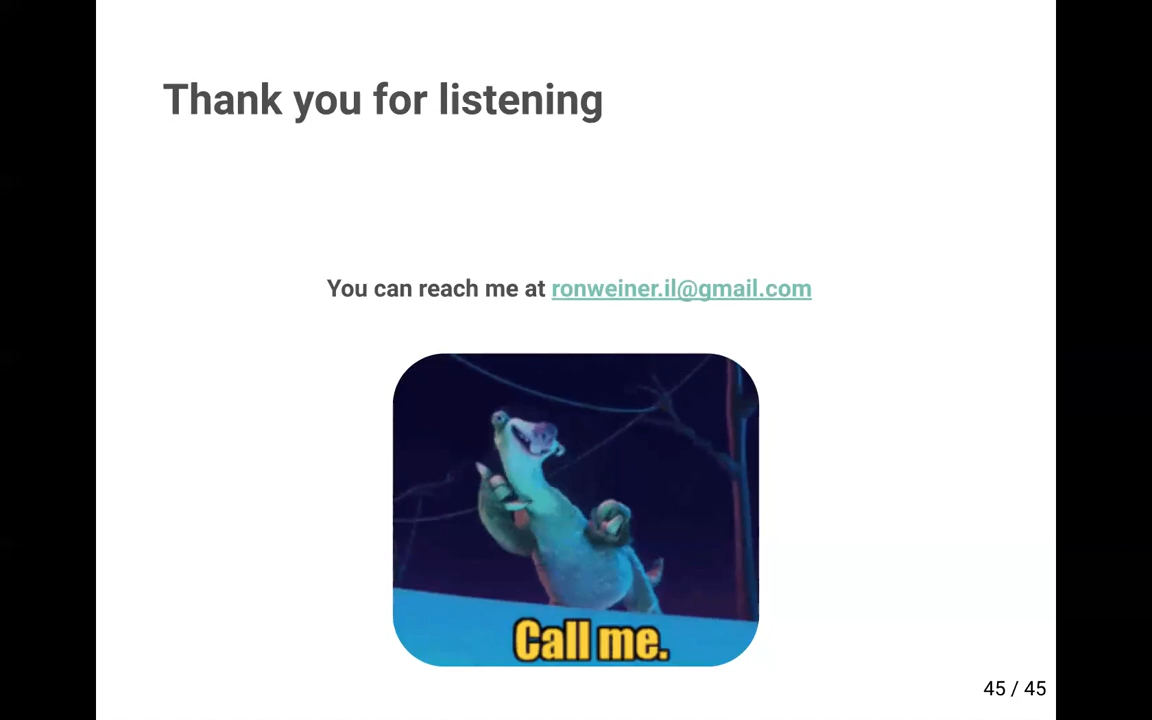 Thank you for listening
You can reach me at ronweiner.il@gmail.com
Call me.
45 / 45